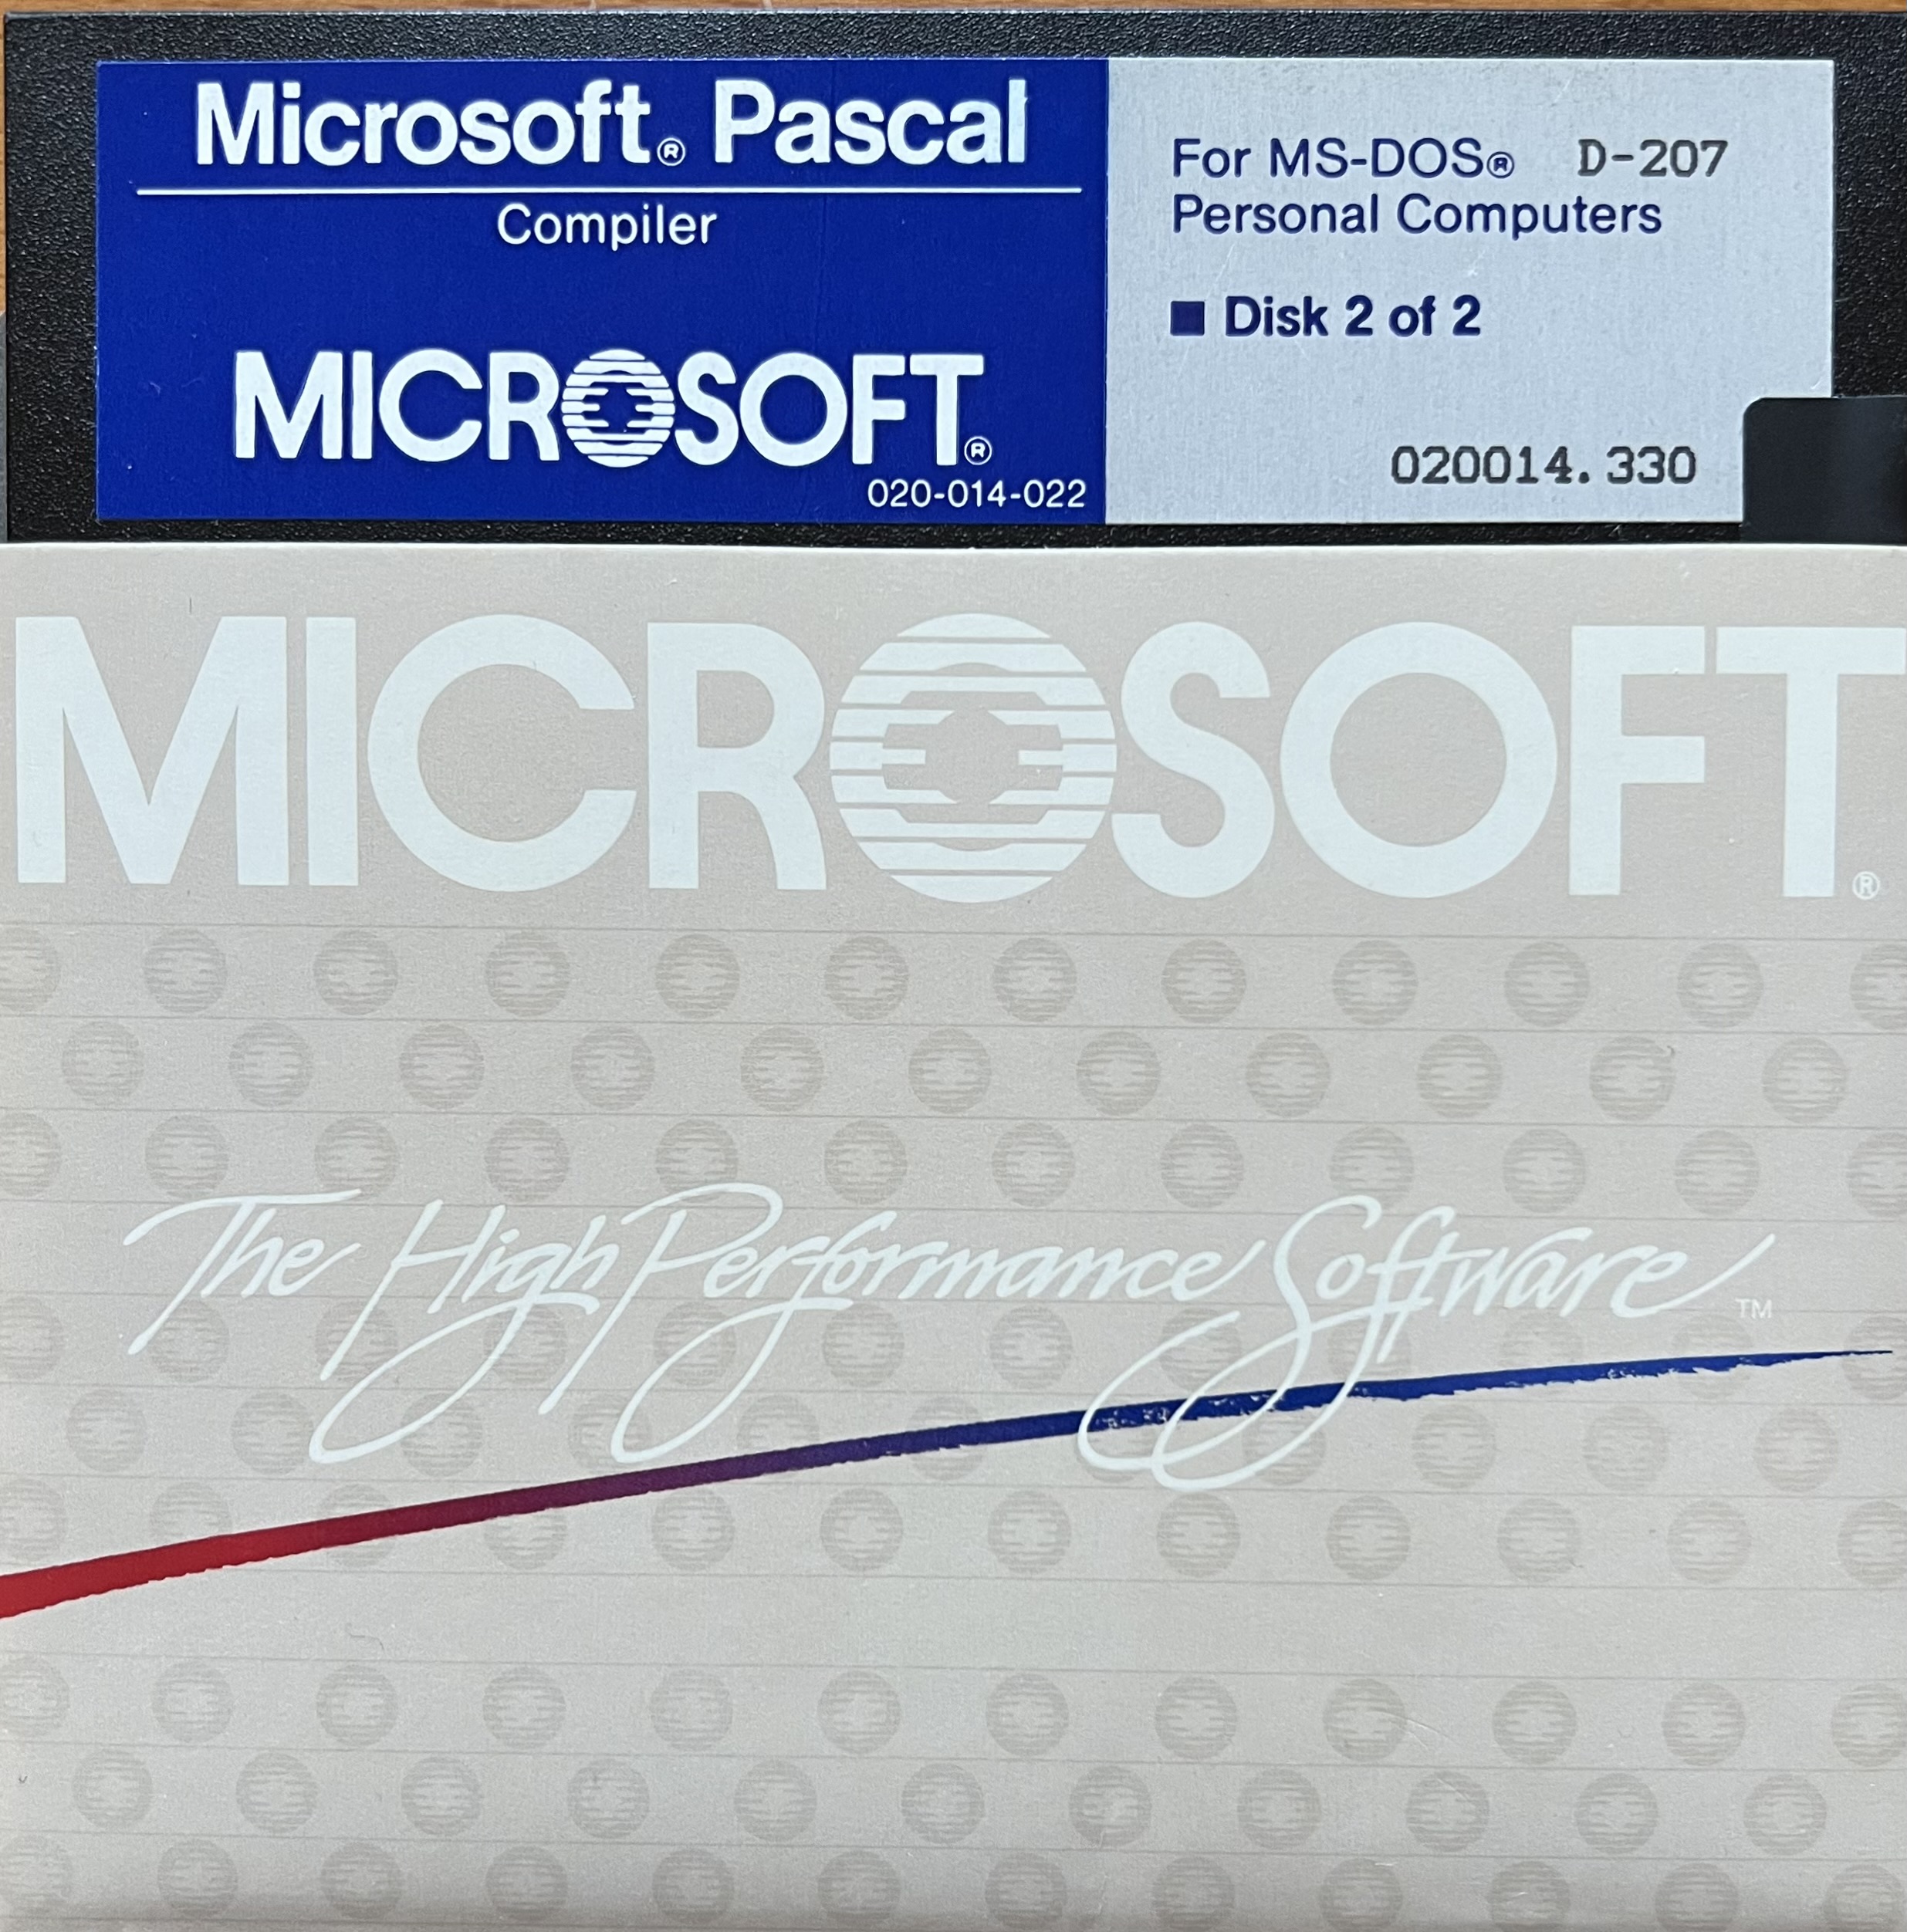 Microsoft® Pascal
Compiler
MICROSOFT®
020-014-022
For MS-DOS® D-207
Personal Computers
■ Disk 2 of 2
020014.330
MICROSOFT®
The High Performance Software™